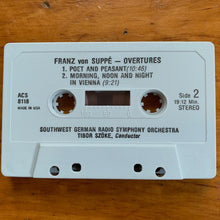 FRANZ von SUPPÉ — OVERTURES
1. POET AND PEASANT (10:46)
2. MORNING, NOON AND NIGHT
IN VIENNA (9:21)
ACS
8118
MADE IN USA
Side 2
19:12 Min.
STEREO
SOUTHWEST GERMAN RADIO SYMPHONY ORCHESTRA
TIBOR SZÖKE, Conductor